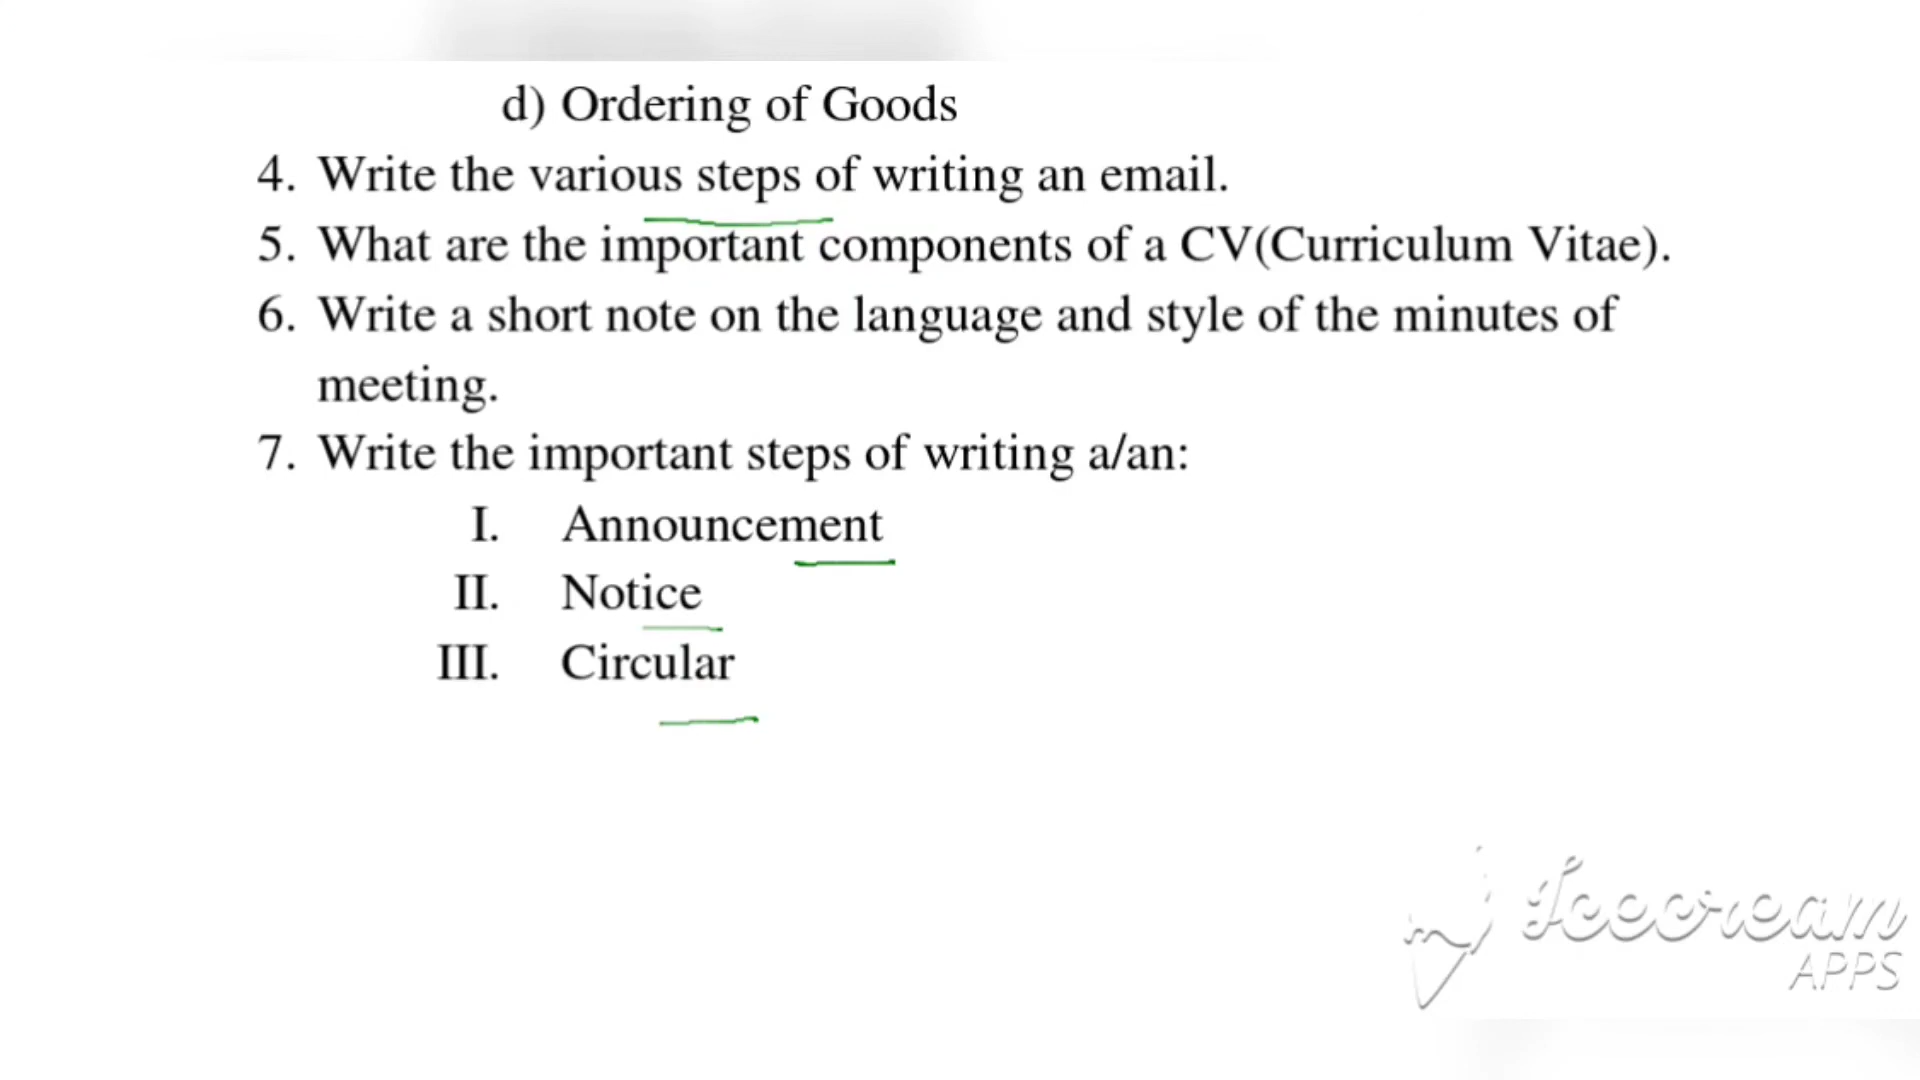 d) Ordering of Goods
4. Write the various steps of writing an email.
5. What are the important components of a CV(Curriculum Vitae).
6. Write a short note on the language and style of the minutes of
meeting.
7. Write the important steps of writing a/an:
I. Announcement
II. Notice
III. Circular
Icecream
APPS